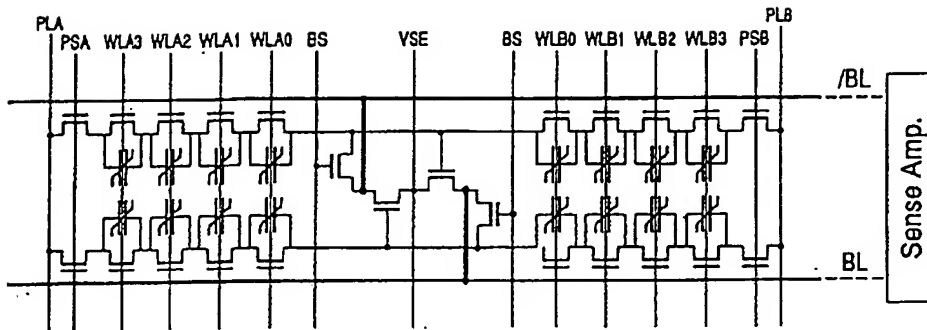 PLA PLB
PSA WLA3 WLA2 WLA1 WLA0 BS VSE BS WLB0 WLB1 WLB2 WLB3 PSB
/BL
Sense Amp.
BL